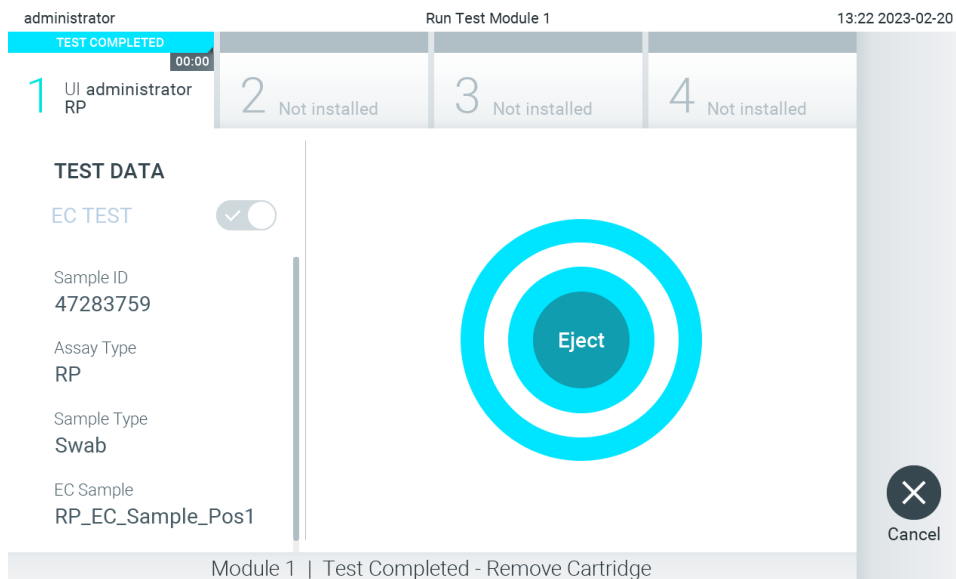 administrator Run Test Module 1 13:22 2023-02-20
TEST COMPLETED
00:00
1 UI administrator
RP
2 Not installed
3 Not installed
4 Not installed
TEST DATA
EC TEST
Sample ID
47283759
Assay Type
RP
Sample Type
Swab
EC Sample
RP_EC_Sample_Pos1
Eject
Cancel
Module 1 | Test Completed - Remove Cartridge